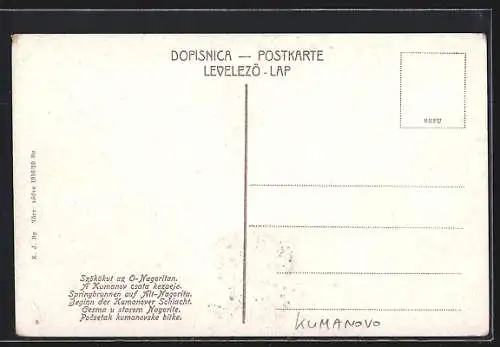 DOPISNICA — POSTKARTE
LEVELEZŐ - LAP
Szökőkut az O-Nagoritan.
A Kumanov csata kezdeje.
Springbrunnen auf Alt-Nagorita.
Beginn der Kumanover Schlacht.
Česma u starom Nagorite.
Početak kumanovske bitke.
KUMANOVO